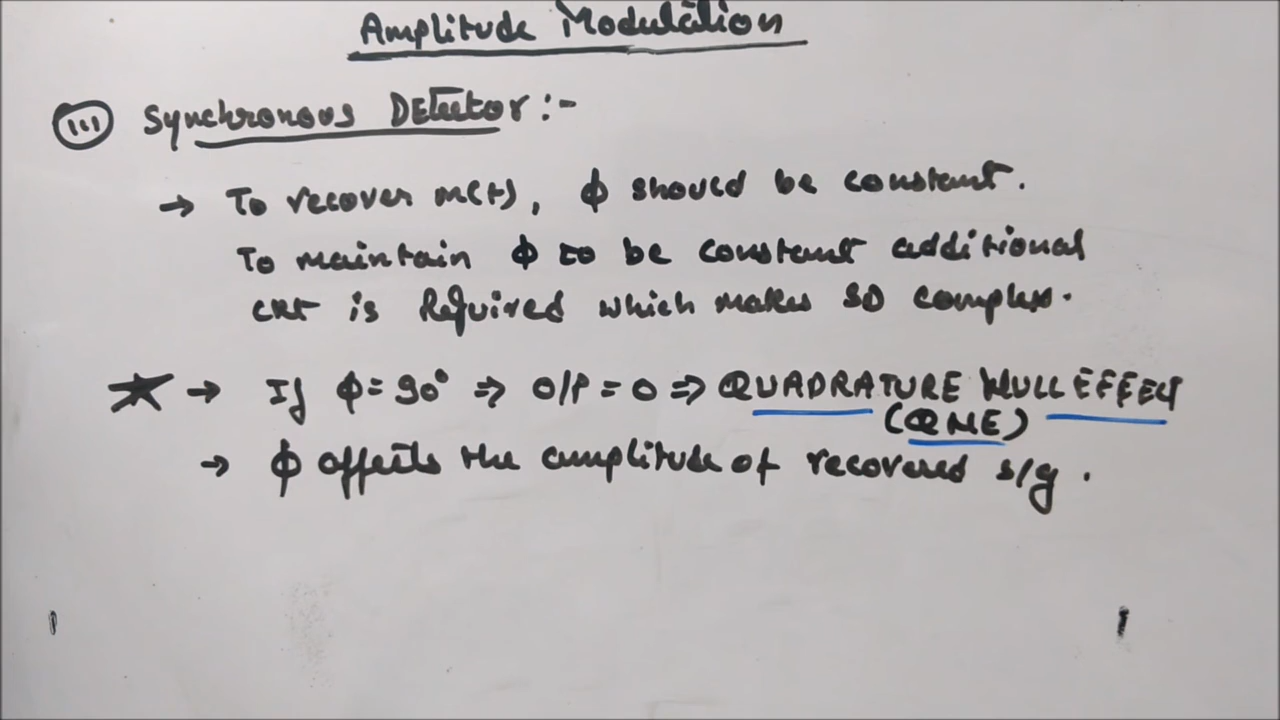 Amplitude Modulation
(iii) Synchronous Detector :-
→ To recover m(t), ϕ should be constant.
To maintain ϕ to be constant additional
CKT is Required which makes SD complex.
★ → If ϕ = 90° ⇒ O/P = 0 ⇒ QUADRATURE NULL EFFECT
(QNE)
→ ϕ affects the amplitude of recovered s/g.